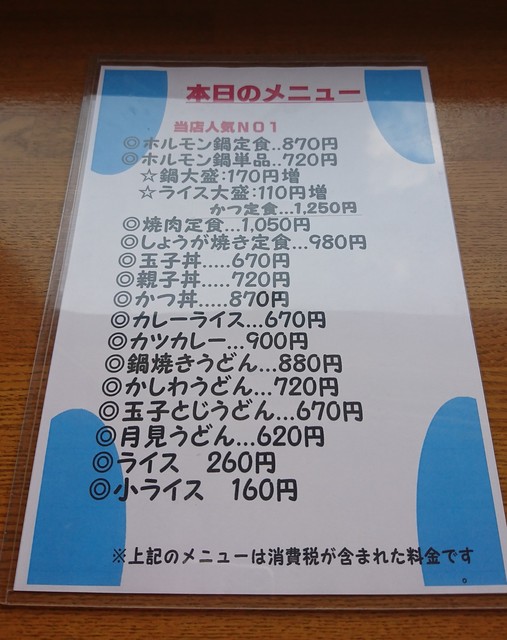 本日のメニュー
当店人気NO1
◎ホルモン鍋定食..870円
◎ホルモン鍋単品..720円
☆鍋大盛:170円増
☆ライス大盛:110円増
かつ定食...1,250円
◎焼肉定食...1,050円
◎しょうが焼き定食...980円
◎玉子丼.....670円
◎親子丼.....720円
◎かつ丼.....870円
◎カレーライス...670円
◎カツカレー...900円
◎鍋焼きうどん...880円
◎かしわうどん...720円
◎玉子とじうどん...670円
◎月見うどん...620円
◎ライス 260円
◎小ライス 160円
※上記のメニューは消費税が含まれた料金です
。